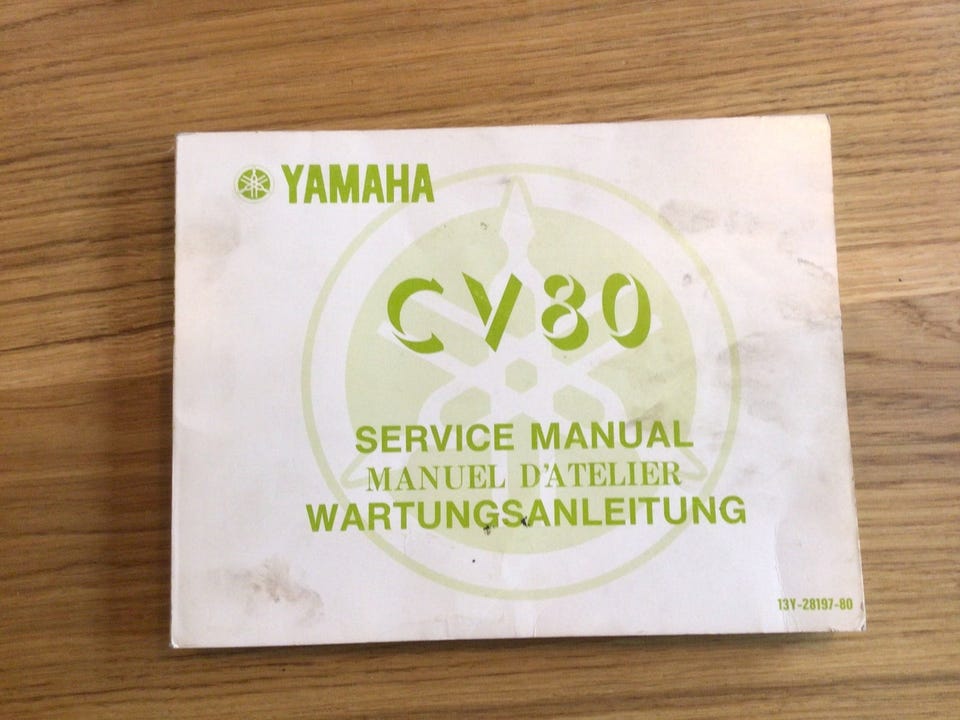 YAMAHA
CV80
SERVICE MANUAL
MANUEL D'ATELIER
WARTUNGSANLEITUNG
13Y-28197-80